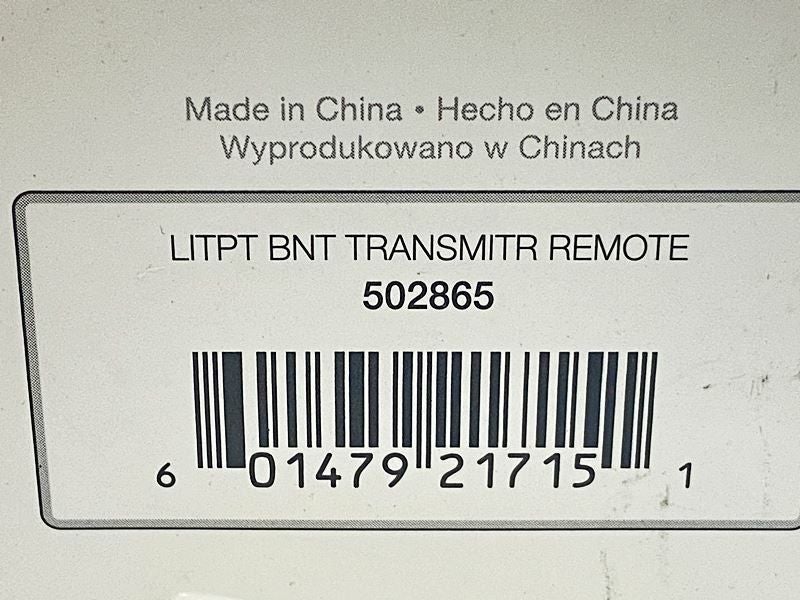 Made in China • Hecho en China
Wyprodukowano w Chinach
LITPT BNT TRANSMITR REMOTE
502865
6 01479 21715 1